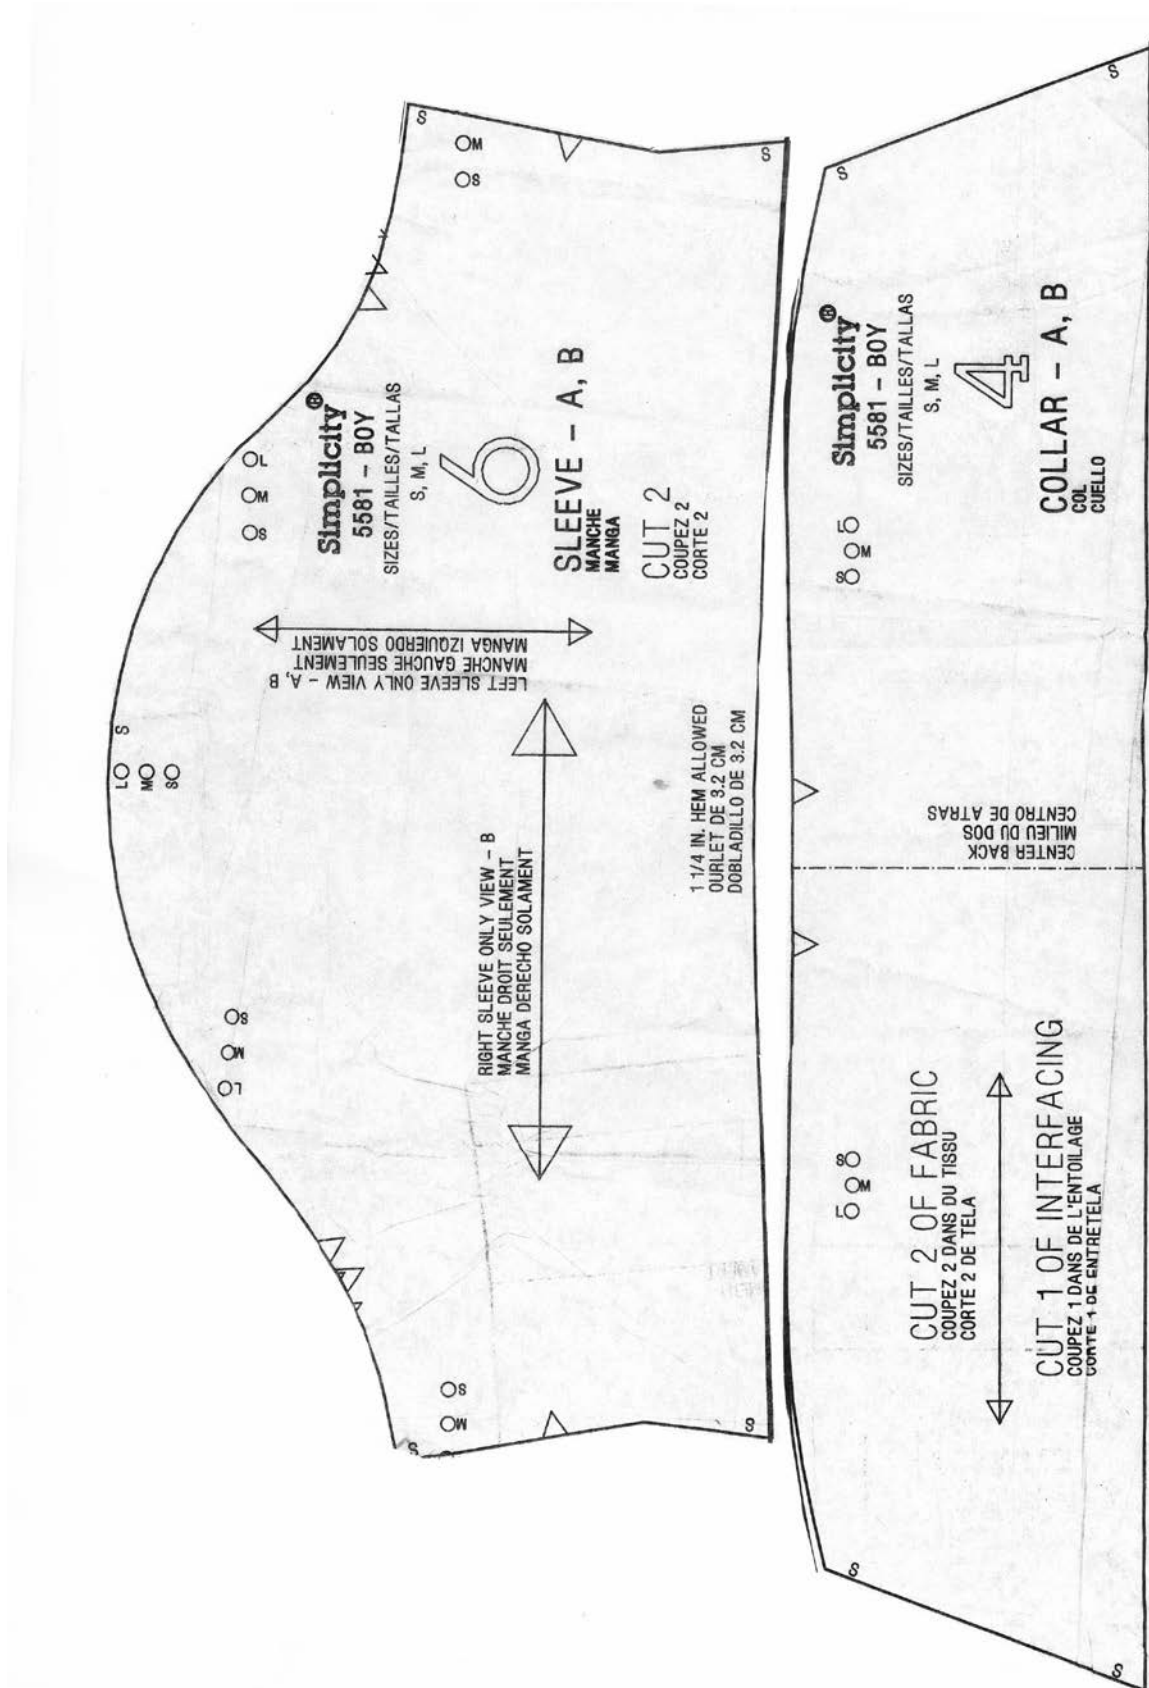 S
OM
OS
S
Simplicity®
5581 - BOY
SIZES/TAILLES/TALLAS
S, M, L
6
SLEEVE - A, B
MANCHE
MANGA
CUT 2
COUPEZ 2
CORTE 2
L
M
S
LEFT SLEEVE ONLY VIEW - A, B
MANCHE GAUCHE SEULEMENT
MANGA IZQUIERDO SOLAMENT
S
L
M
S
RIGHT SLEEVE ONLY VIEW - B
MANCHE DROIT SEULEMENT
MANGA DERECHO SOLAMENT
1 1/4 IN. HEM ALLOWED
OURLET DE 3.2 CM
DOBLADILLO DE 3.2 CM
S
M
L
S
M
S
S
S
S
Simplicity®
5581 - BOY
SIZES/TAILLES/TALLAS
S, M, L
4
COLLAR - A, B
COL
CUELLO
M
S
CENTER BACK
MILIEU DU DOS
CENTRO DE ATRAS
S
M
L
CUT 2 OF FABRIC
COUPEZ 2 DANS DU TISSU
CORTE 2 DE TELA
CUT 1 OF INTERFACING
COUPEZ 1 DANS DE L'ENTOILAGE
CORTE 1 DE ENTRETELA
S
S